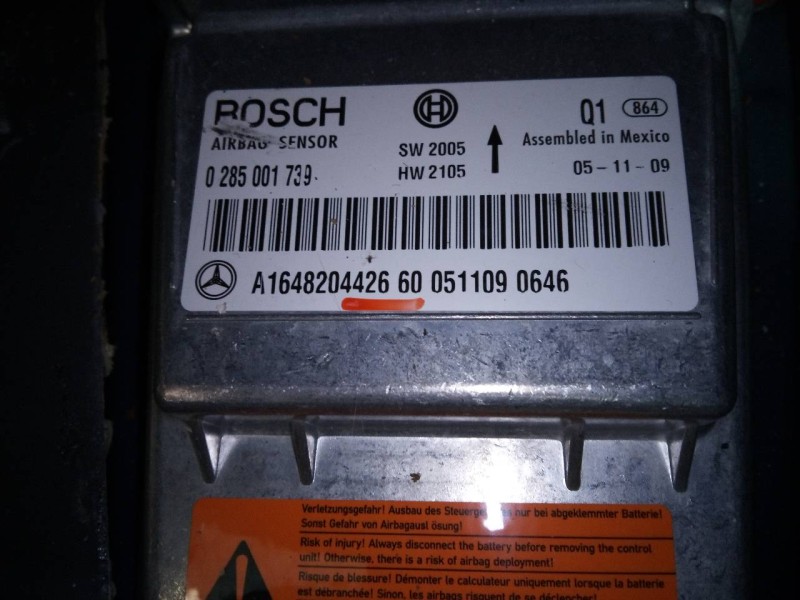 BOSCH
AIRBAG SENSOR
0 285 001 739
SW 2005
HW 2105
Q1 864
Assembled in Mexico
05-11-09
A1648204426 60 051109 0646
Verletzungsgefahr! Ausbau des Steuerge nur bei abgeklemmter Batterie!
Sonst Gefahr von Airbagausl ösung!
Risk of injury! Always disconnect the battery before removing the control
unit! Otherwise, there is a risk of airbag deployment!
Risque de blessure! Démonter le calculateur uniquement lorsque la batterie
est débranchée! Sinon, les airbags risquent de se déclencher!